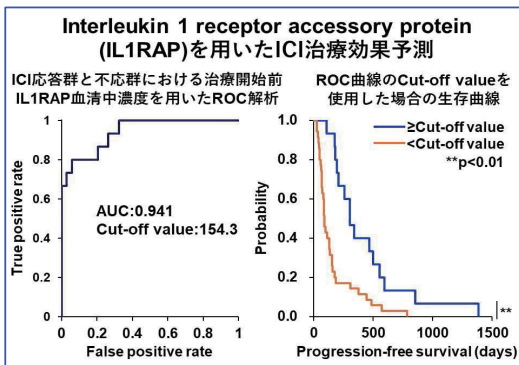 Interleukin 1 receptor accessory protein
(IL1RAP)を用いたICI治療効果予測
ICI応答群と不応群における治療開始前
IL1RAP血清中濃度を用いたROC解析
True positive rate
1
0.8
0.6
0.4
0.2
0
AUC:0.941
Cut-off value:154.3
0 0.2 0.4 0.6 0.8 1
False positive rate
ROC曲線のCut-off valueを
使用した場合の生存曲線
Probability
1.0
0.8
0.6
0.4
0.2
0.0
≥Cut-off value
<Cut-off value
**p<0.01
**
0 500 1000 1500
Progression-free survival (days)